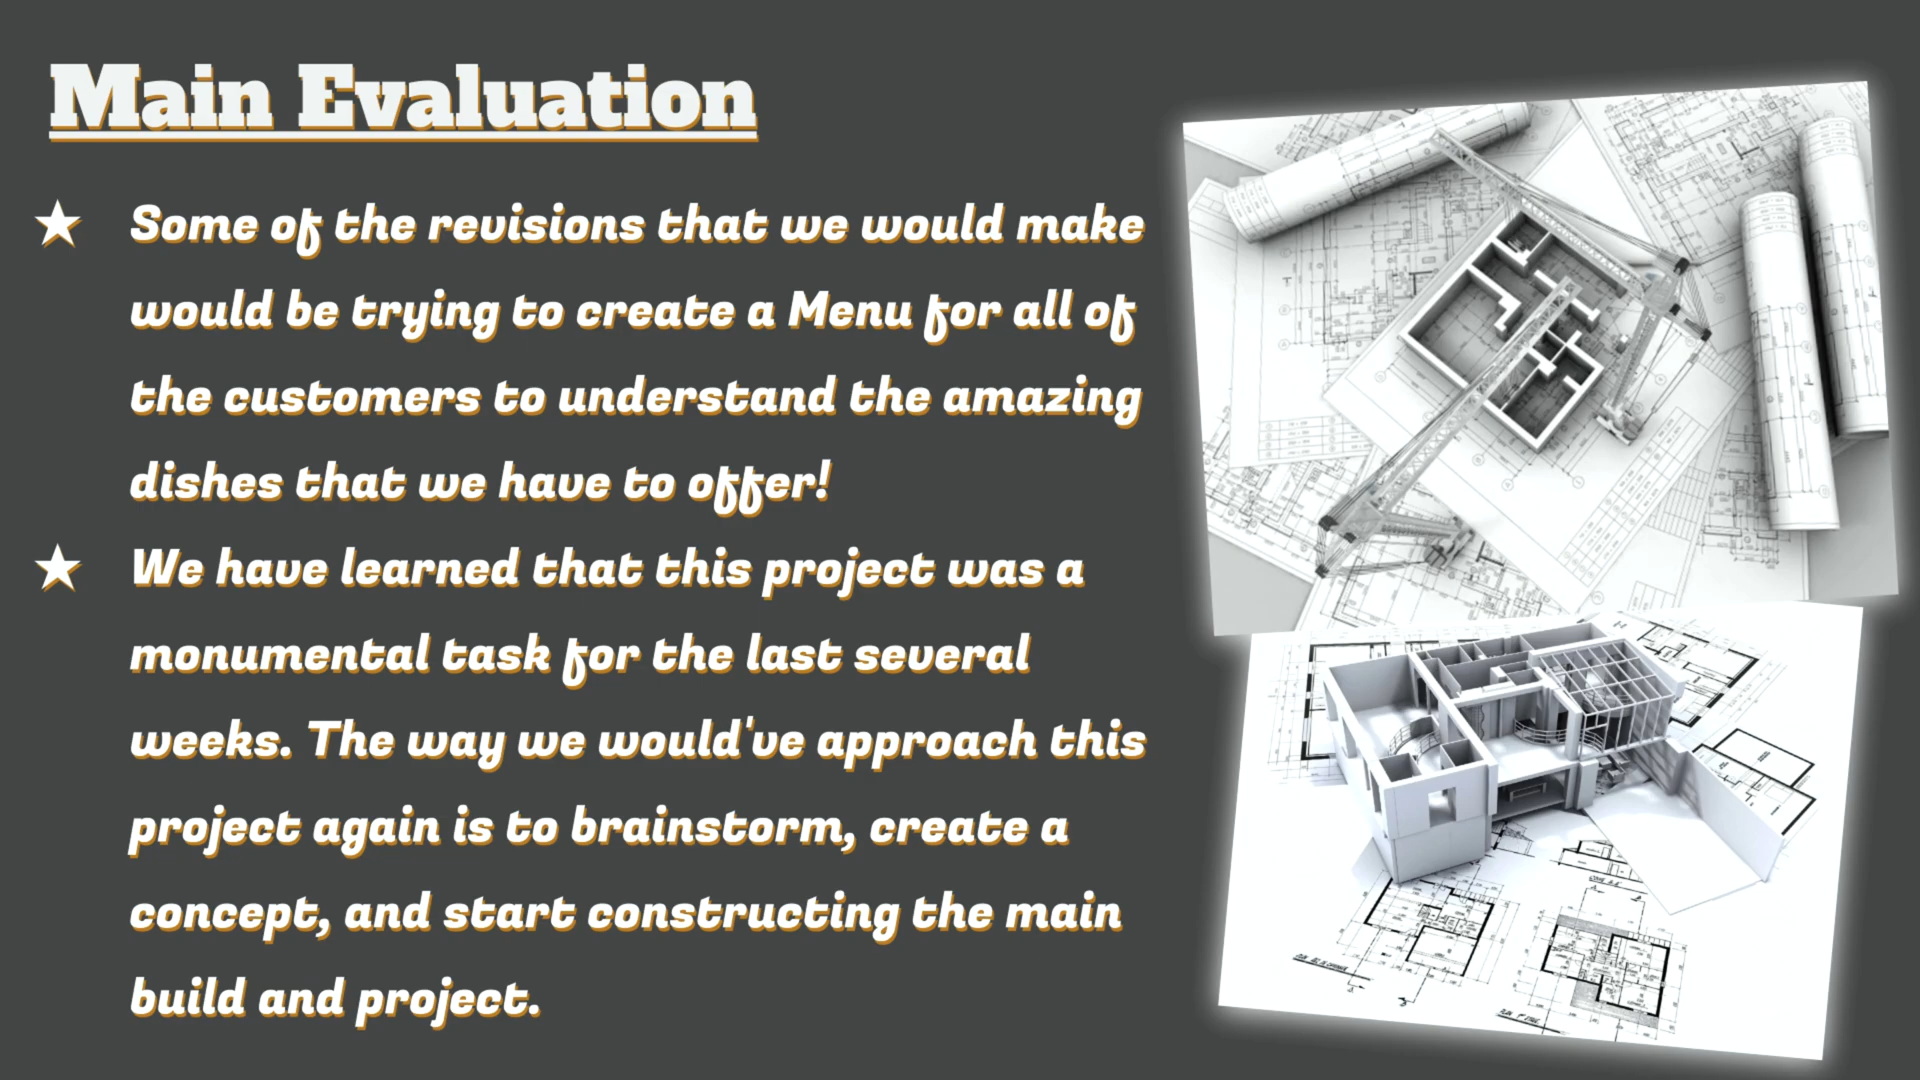 Main Evaluation
Some of the revisions that we would make
would be trying to create a Menu for all of
the customers to understand the amazing
dishes that we have to offer!
We have learned that this project was a
monumental task for the last several
weeks. The way we would've approach this
project again is to brainstorm, create a
concept, and start constructing the main
build and project.